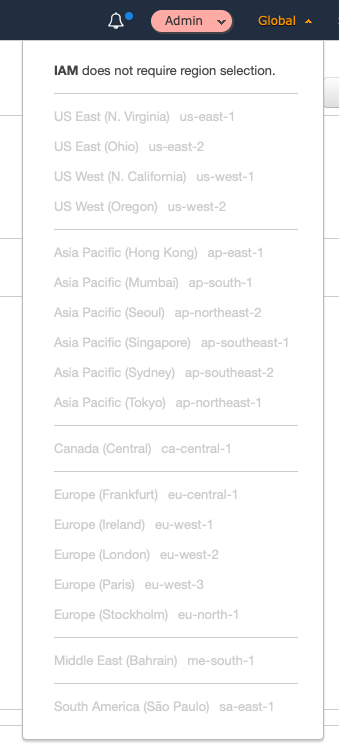 Admin Global
IAM does not require region selection.
US East (N. Virginia) us-east-1
US East (Ohio) us-east-2
US West (N. California) us-west-1
US West (Oregon) us-west-2
Asia Pacific (Hong Kong) ap-east-1
Asia Pacific (Mumbai) ap-south-1
Asia Pacific (Seoul) ap-northeast-2
Asia Pacific (Singapore) ap-southeast-1
Asia Pacific (Sydney) ap-southeast-2
Asia Pacific (Tokyo) ap-northeast-1
Canada (Central) ca-central-1
Europe (Frankfurt) eu-central-1
Europe (Ireland) eu-west-1
Europe (London) eu-west-2
Europe (Paris) eu-west-3
Europe (Stockholm) eu-north-1
Middle East (Bahrain) me-south-1
South America (São Paulo) sa-east-1